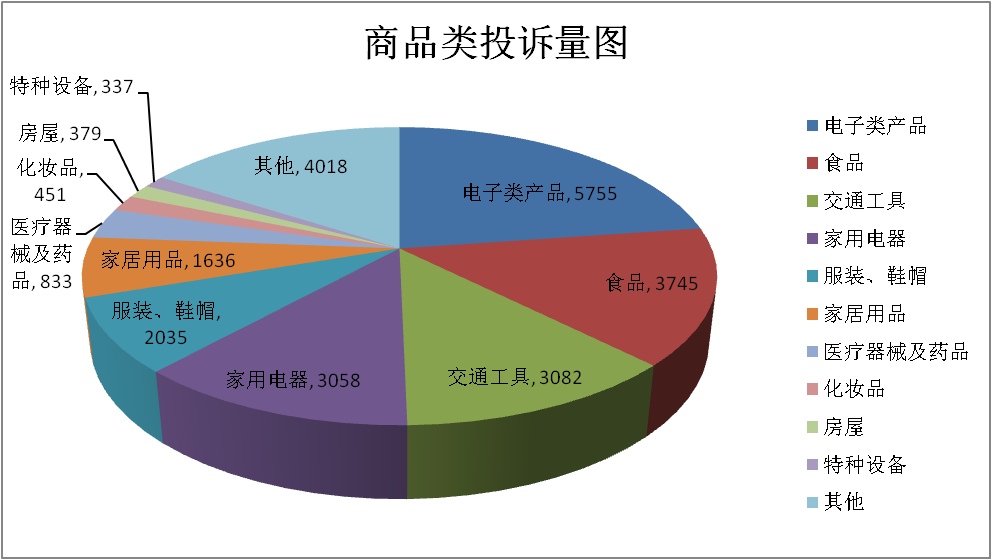 商品类投诉量图
特种设备, 337
房屋, 379
化妆品,
451
医疗器
械及药
品, 833
家居用品, 1636
服装、鞋帽,
2035
家用电器, 3058
交通工具, 3082
食品, 3745
电子类产品, 5755
其他, 4018
电子类产品
食品
交通工具
家用电器
服装、鞋帽
家居用品
医疗器械及药品
化妆品
房屋
特种设备
其他